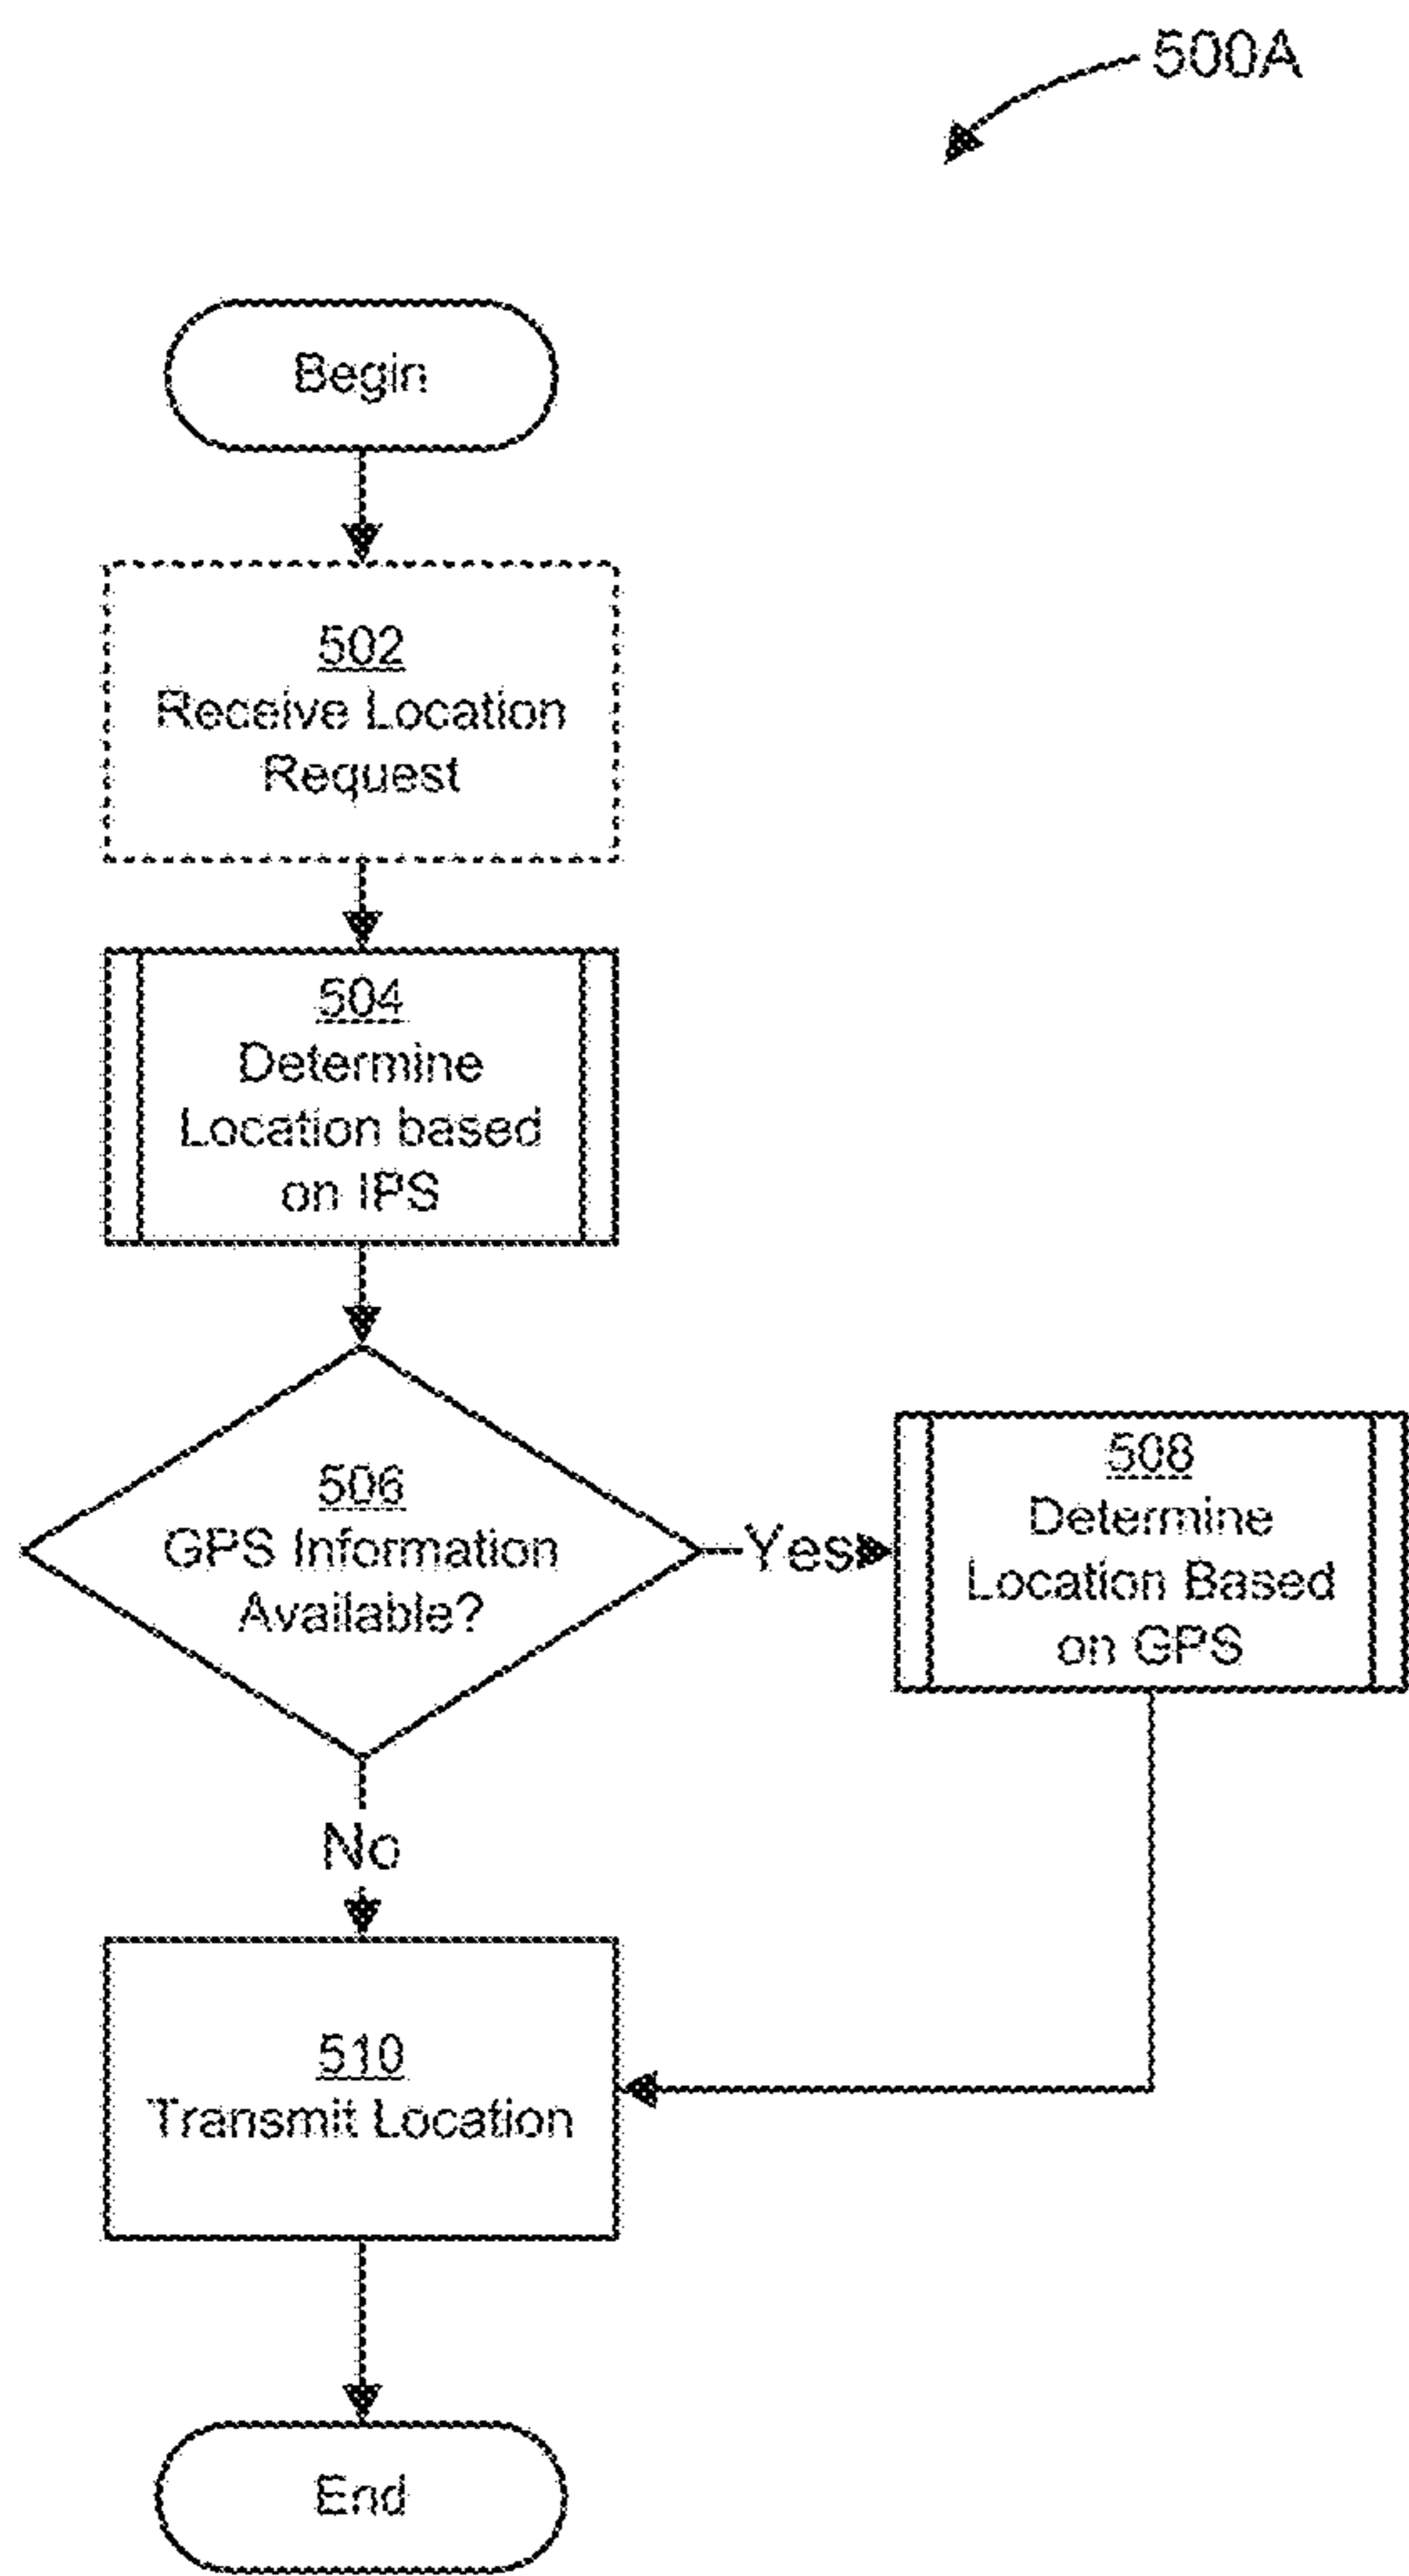 500A
Begin
502
Receive Location
Request
504
Determine
Location based
on IPS
506
GPS Information
Available?
Yes
508
Determine
Location Based
on GPS
No
510
Transmit Location
End